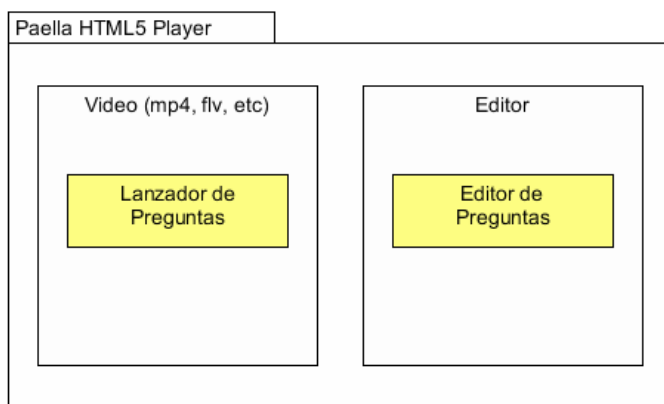 Paella HTML5 Player
Video (mp4, flv, etc)
Lanzador de
Preguntas
Editor
Editor de
Preguntas